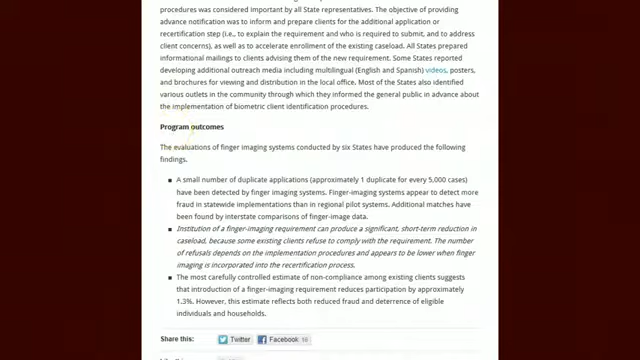 procedures was considered important by all State representatives. The objective of providing
advance notification was to inform and prepare clients for the additional application or
recertification step (i.e., to explain the requirement and who is required to submit, and to address
client concerns), as well as to accelerate enrollment of the existing caseload. All States prepared
informational mailings to clients advising them of the new requirement. Some States reported
developing additional outreach media including multilingual (English and Spanish) videos, posters,
and brochures for viewing and distribution in the local office. Most of the States also identified
various outlets in the community through which they informed the general public in advance about
the implementation of biometric client identification procedures.
Program outcomes
The evaluations of finger imaging systems conducted by six States have produced the following
findings.
A small number of duplicate applications (approximately 1 duplicate for every 5,000 cases)
have been detected by finger imaging systems. Finger-imaging systems appear to detect more
fraud in statewide implementations than in regional pilot systems. Additional matches have
been found by interstate comparisons of finger-image data.
Institution of a finger-imaging requirement can produce a significant, short-term reduction in
caseload, because some existing clients refuse to comply with the requirement. The number
of refusals depends on the implementation procedures and appears to be lower when finger
imaging is incorporated into the recertification process.
The most carefully controlled estimate of non-compliance among existing clients suggests
that introduction of a finger-imaging requirement reduces participation by approximately
1.3%. However, this estimate reflects both reduced fraud and deterrence of eligible
individuals and households.
Share this: Twitter Facebook 10